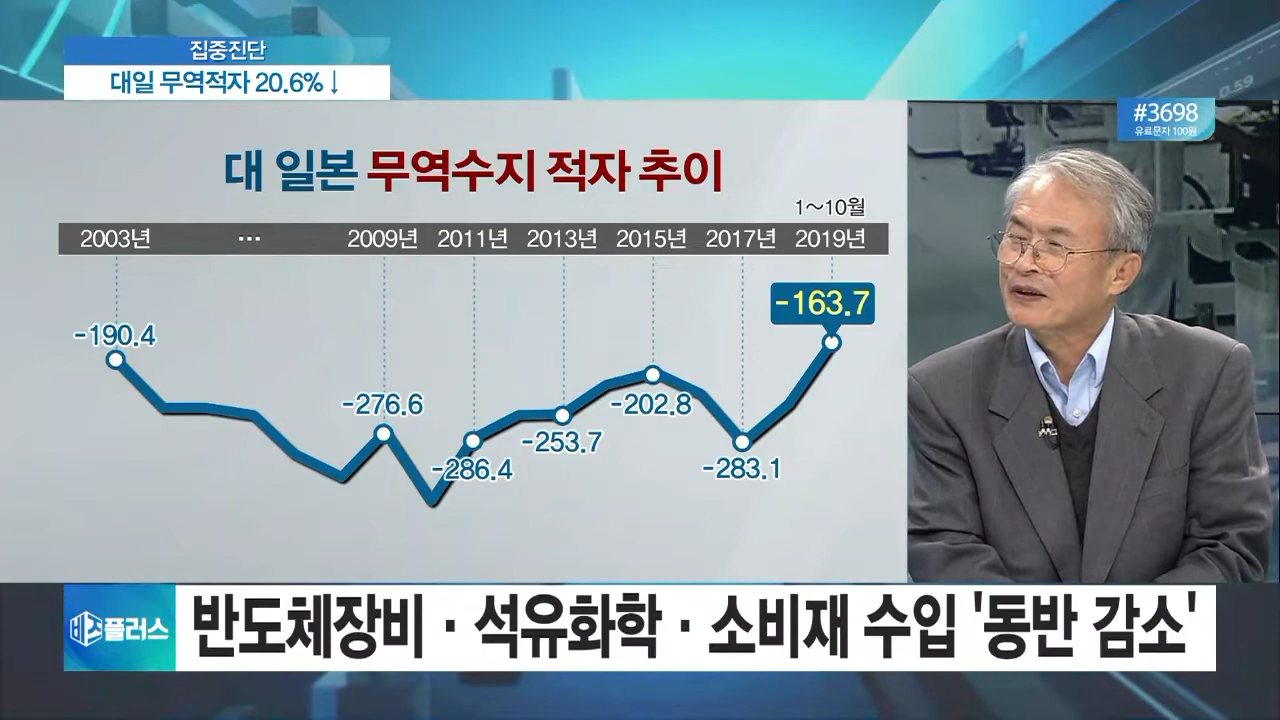 집중진단
대일 무역적자 20.6%↓
0.59
#3698
유료문자 100원
대 일본 무역수지 적자 추이
1~10월
2003년 … 2009년 2011년 2013년 2015년 2017년 2019년
-163.7
-190.4
-276.6
-202.8
-253.7
-286.4
-283.1
비즈플러스
반도체장비·석유화학·소비재 수입 '동반 감소'